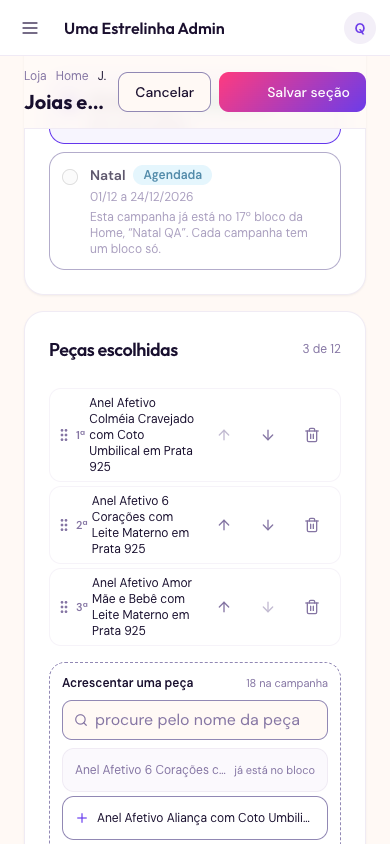 Uma Estrelinha Admin
Q
Loja Home J.
Joias e...
Cancelar
Salvar seção
Natal Agendada
01/12 a 24/12/2026
Esta campanha já está no 17º bloco da
Home, “Natal QA”. Cada campanha tem
um bloco só.
Peças escolhidas
3 de 12
1º
Anel Afetivo
Colméia Cravejado
com Coto
Umbilical em Prata
925
2º
Anel Afetivo 6
Corações com
Leite Materno em
Prata 925
3º
Anel Afetivo Amor
Mãe e Bebê com
Leite Materno em
Prata 925
Acrescentar uma peça
18 na campanha
procure pelo nome da peça
Anel Afetivo 6 Corações c... já está no bloco
Anel Afetivo Aliança com Coto Umbili...